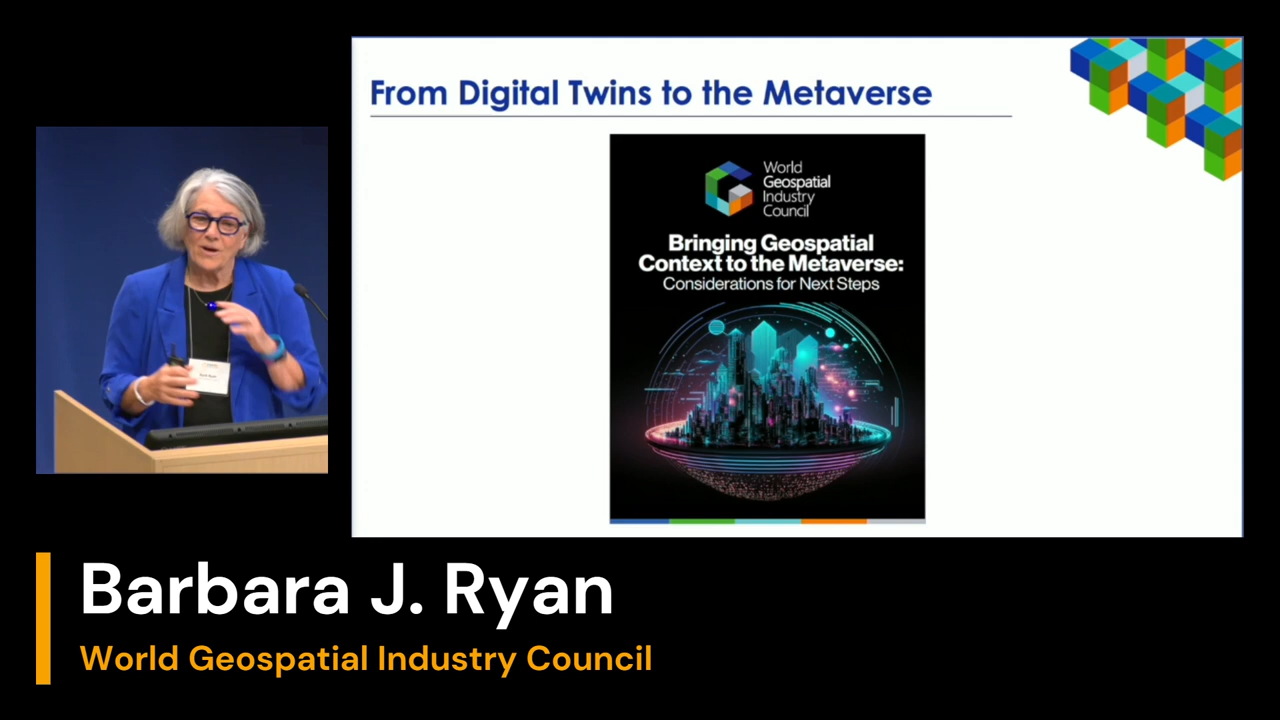 From Digital Twins to the Metaverse
World
Geospatial
Industry
Council
Bringing Geospatial
Context to the Metaverse:
Considerations for Next Steps
Barbara J. Ryan
World Geospatial Industry Council